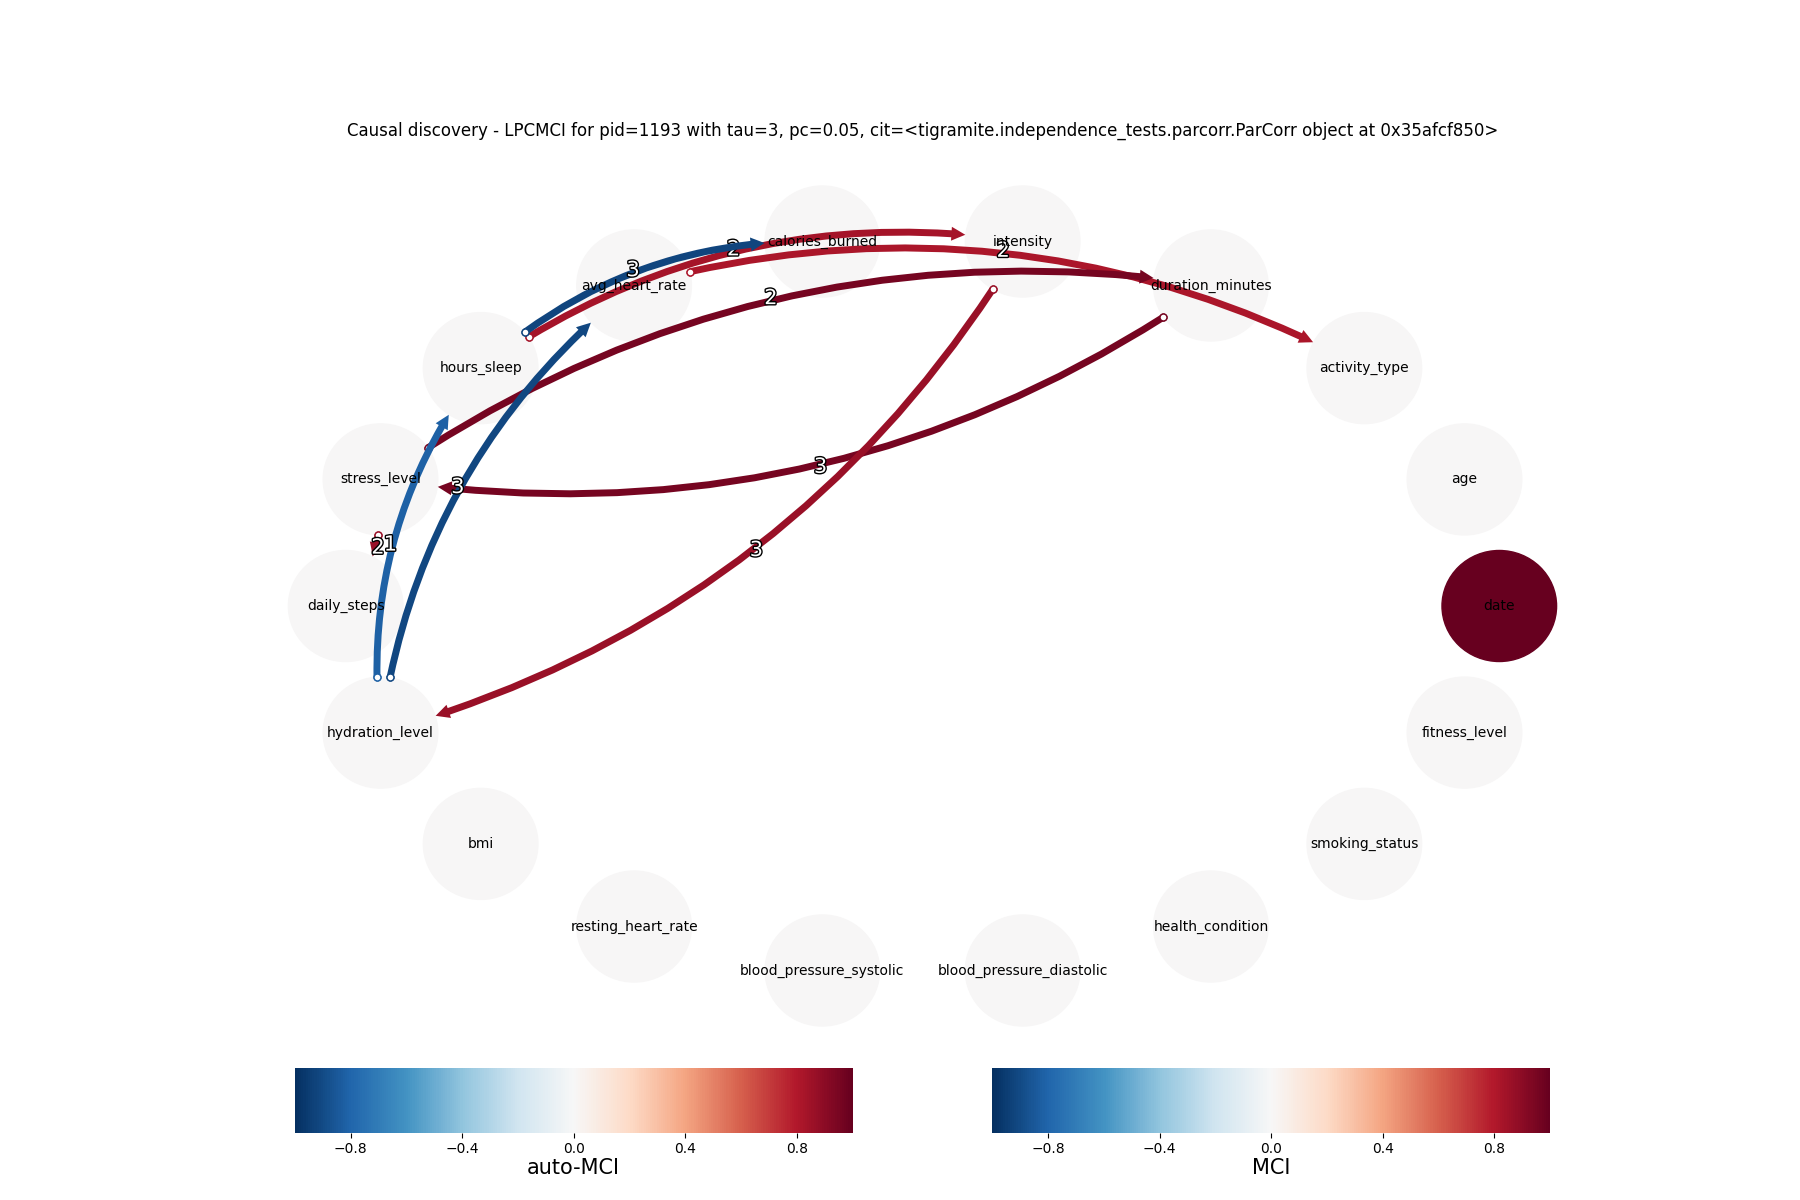 Causal discovery - LPCMCI for pid=1193 with tau=3, pc=0.05, cit=<tigramite.independence_tests.parcorr.ParCorr object at 0x35afcf850>
calories_burned
intensity
2
2
3
avg_heart_rate
duration_minutes
2
hours_sleep
activity_type
3
stress_level
3
age
21
3
daily_steps
date
hydration_level
fitness_level
bmi
smoking_status
resting_heart_rate
health_condition
blood_pressure_systolic
blood_pressure_diastolic
−0.8 −0.4 0.0 0.4 0.8
auto-MCI
−0.8 −0.4 0.0 0.4 0.8
MCI